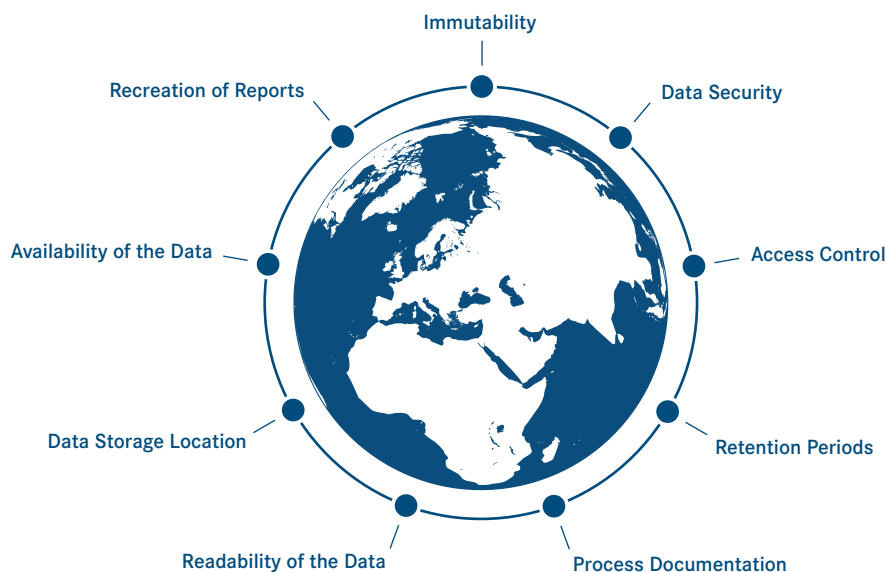 Immutability
Data Security
Access Control
Retention Periods
Process Documentation
Readability of the Data
Data Storage Location
Availability of the Data
Recreation of Reports